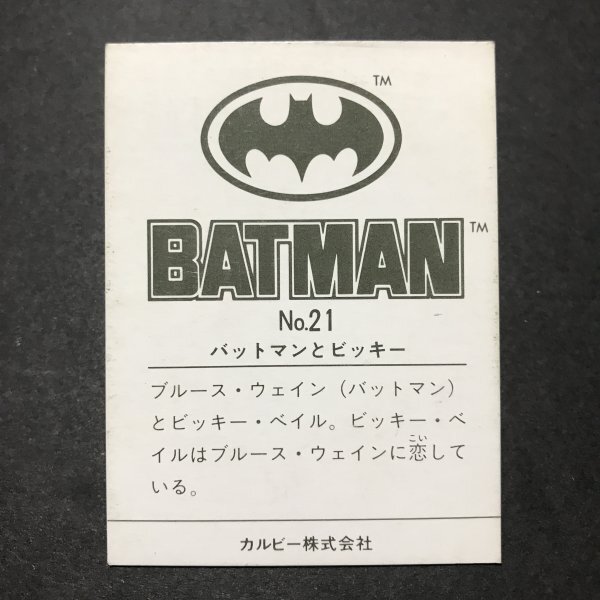 TM
BATMAN TM
No.21
バットマンとビッキー
ブルース・ウェイン（バットマン）
とビッキー・ベイル。ビッキー・ベ
こい
イルはブルース・ウェインに恋して
いる。
カルビー株式会社